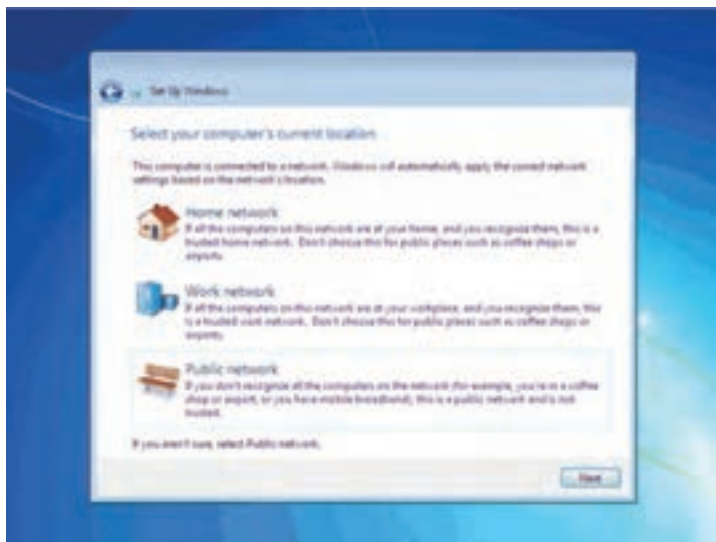 Set Up Windows
Select your computer's current location
This computer is connected to a network. Windows will automatically apply the correct network
settings based on the network's location.
Home network
If all the computers on this network are at your home, and you recognize them, this is a
trusted home network. Don't choose this for public places such as coffee shops or
airports.
Work network
If all the computers on this network are at your workplace, and you recognize them, this
is a trusted work network. Don't choose this for public places such as coffee shops or
airports.
Public network
If you don't recognize all the computers on the network (for example, you're in a coffee
shop or airport, or you have mobile broadband), this is a public network and is not
trusted.
If you aren't sure, select Public network.
Next